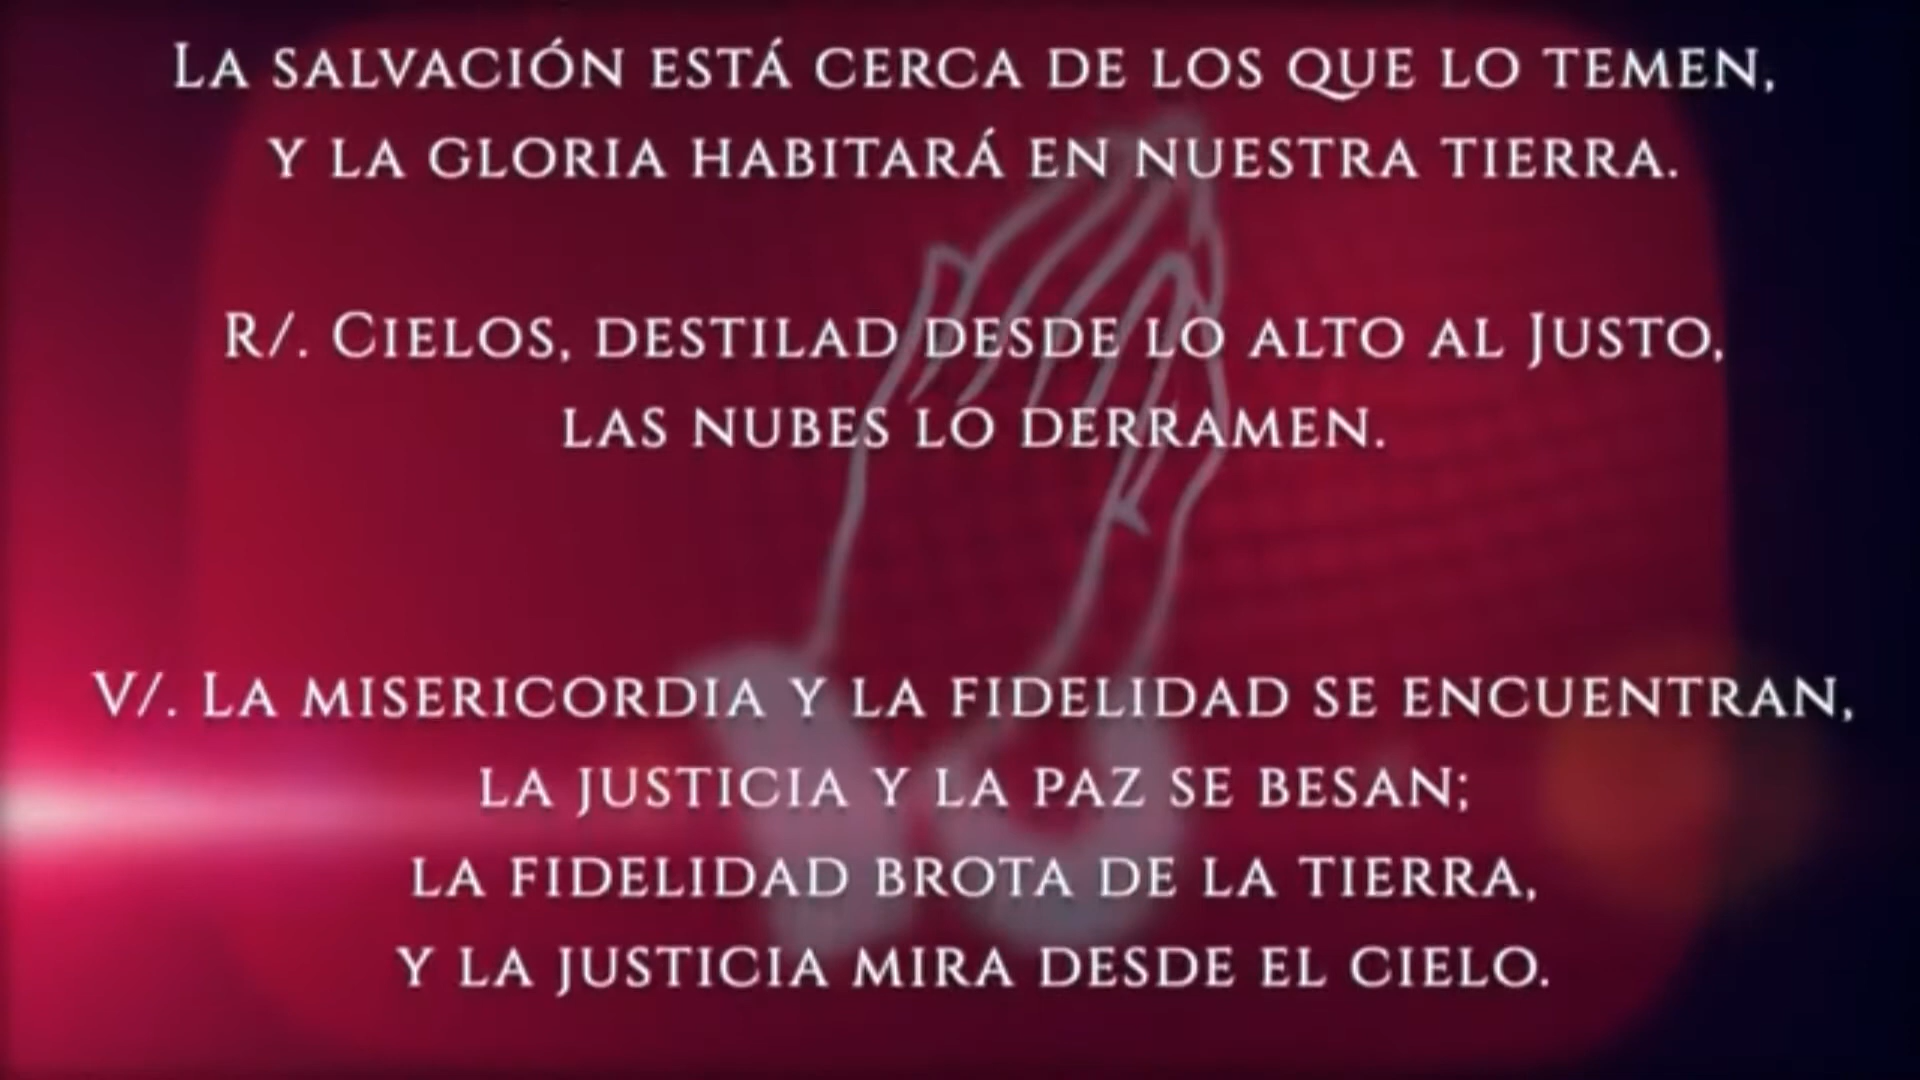 La salvación está cerca de los que lo temen,
y la gloria habitará en nuestra tierra.
R/. Cielos, destilad desde lo alto al Justo,
las nubes lo derramen.
V/. La misericordia y la fidelidad se encuentran,
la justicia y la paz se besan;
la fidelidad brota de la tierra,
y la justicia mira desde el cielo.